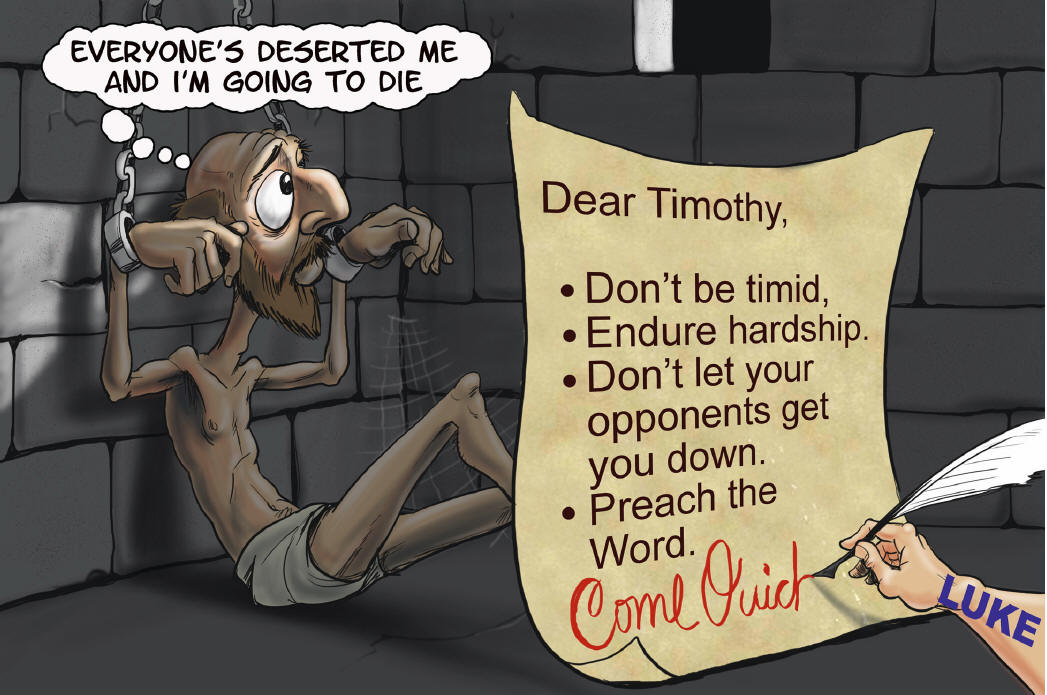 EVERYONE'S DESERTED ME
AND I'M GOING TO DIE
Dear Timothy,
• Don't be timid,
• Endure hardship.
• Don't let your
opponents get
you down.
• Preach the
Word.
Come Quick
LUKE